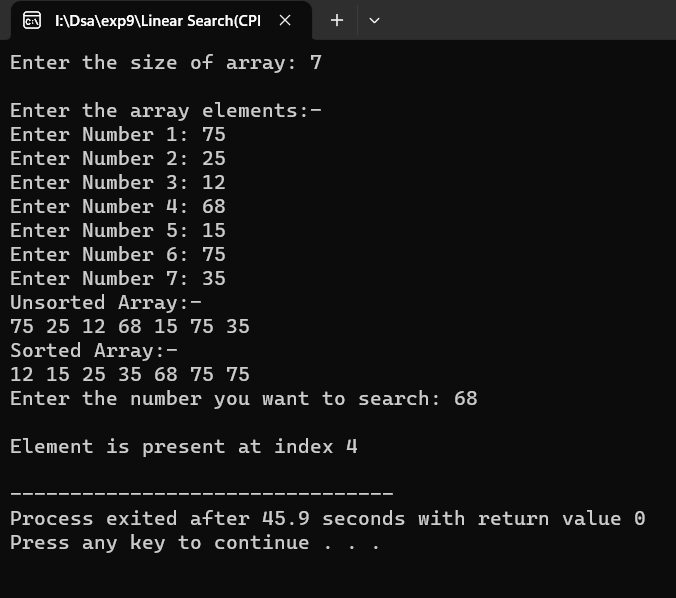 I:\Dsa\exp9\Linear Search(CPI
Enter the size of array: 7
Enter the array elements:-
Enter Number 1: 75
Enter Number 2: 25
Enter Number 3: 12
Enter Number 4: 68
Enter Number 5: 15
Enter Number 6: 75
Enter Number 7: 35
Unsorted Array:-
75 25 12 68 15 75 35
Sorted Array:-
12 15 25 35 68 75 75
Enter the number you want to search: 68
Element is present at index 4
--------------------------------
Process exited after 45.9 seconds with return value 0
Press any key to continue . . .